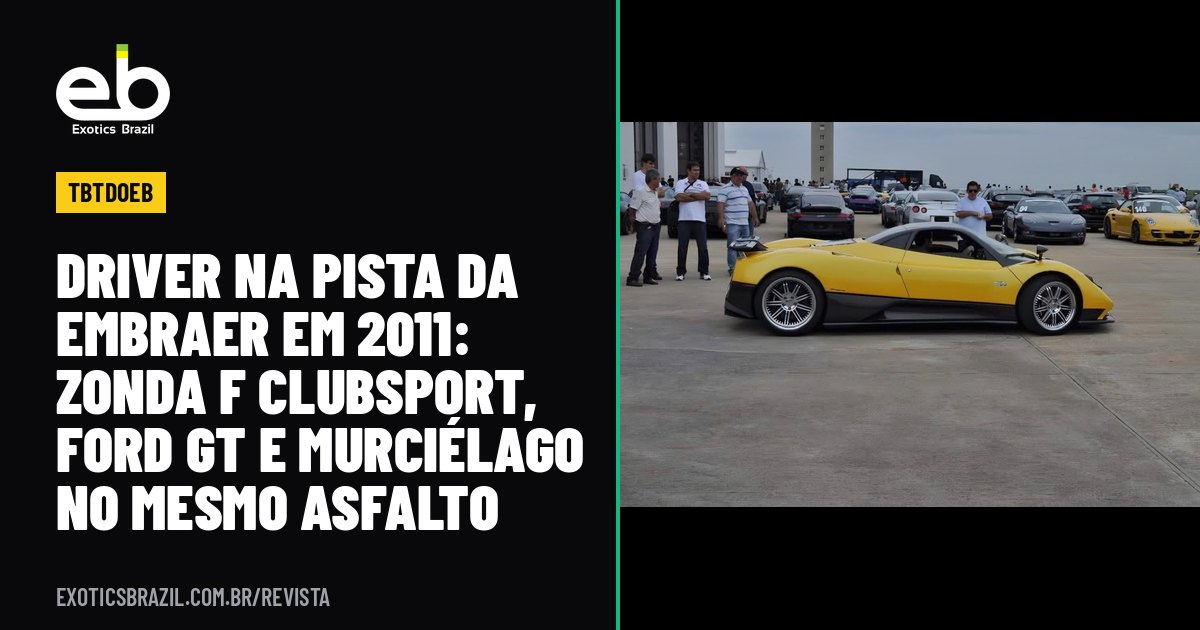 eb
Exotics Brazil
TBTDOEB
DRIVER NA PISTA DA
EMBRAER EM 2011:
ZONDA F CLUBSPORT,
FORD GT E MURCIÉLAGO
NO MESMO ASFALTO
EXOTICSBRAZIL.COM.BR/REVISTA